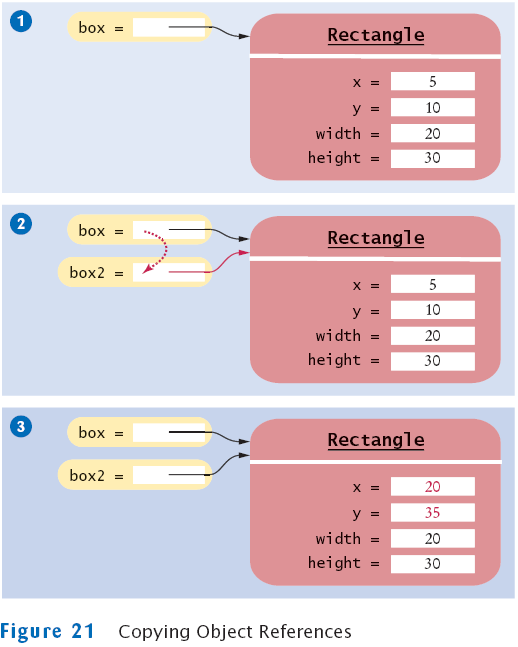 1
box =
Rectangle
x = 5
y = 10
width = 20
height = 30
2
box =
box2 =
Rectangle
x = 5
y = 10
width = 20
height = 30
3
box =
box2 =
Rectangle
x = 20
y = 35
width = 20
height = 30
Figure 21 Copying Object References